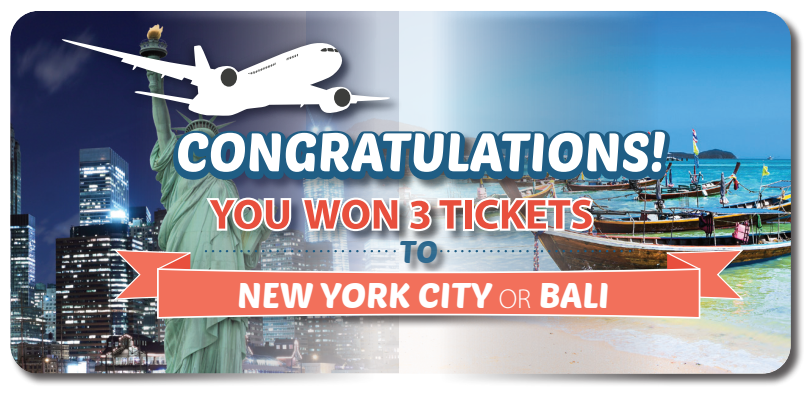 CONGRATULATIONS!
YOU WON 3 TICKETS
TO
NEW YORK CITY OR BALI